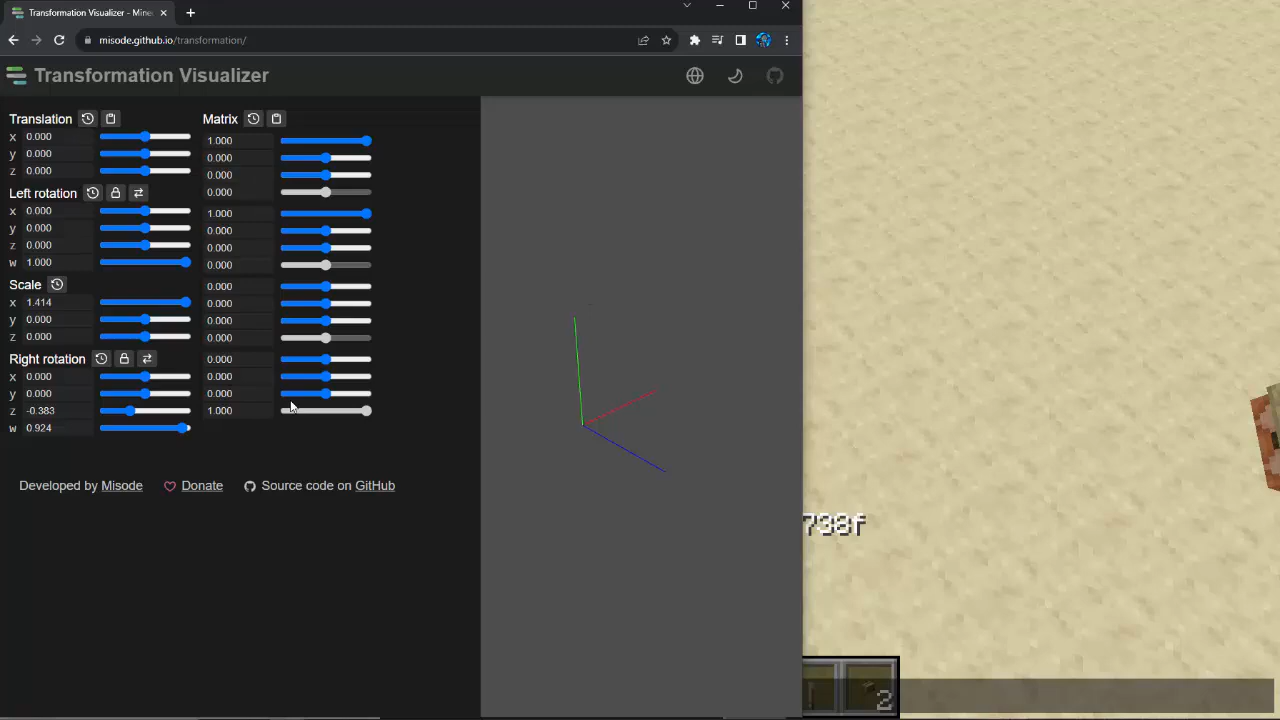 Transformation Visualizer - Mine
misode.github.io/transformation/
Transformation Visualizer
Translation
x 0.000
y 0.000
z 0.000
Left rotation
x 0.000
y 0.000
z 0.000
w 1.000
Scale
x 1.414
y 0.000
z 0.000
Right rotation
x 0.000
y 0.000
z -0.383
w 0.924
Matrix
1.000
0.000
0.000
0.000
1.000
0.000
0.000
0.000
0.000
0.000
0.000
0.000
0.000
0.000
0.000
1.000
Developed by Misode
Donate
Source code on GitHub
738f
2